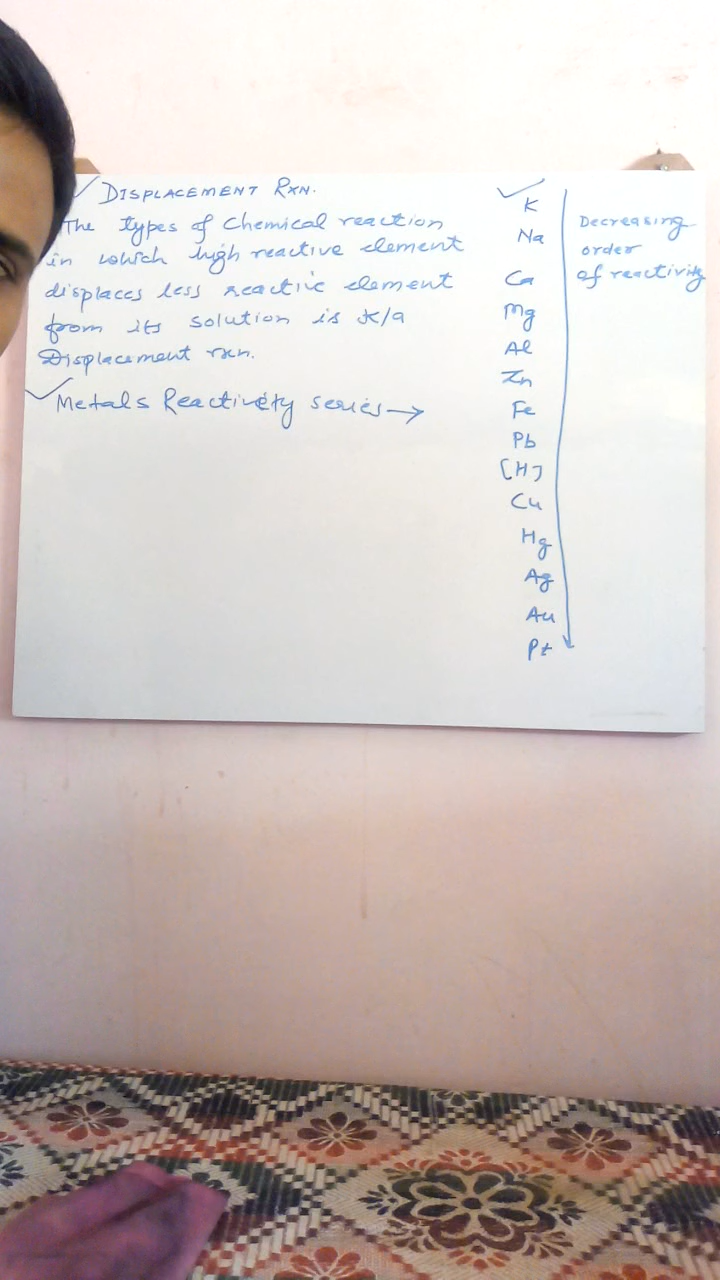 ✓ DISPLACEMENT RXN.
The types of Chemical reaction
in which high reactive element
displaces less reactive element
from its solution is K/a
Displacement rxn.
✓ Metals Reactivity series →
✓ K
Na
Ca
Mg
Al
Zn
Fe
Pb
[H]
Cu
Hg
Ag
Au
Pt
Decreasing
order
of reactivity